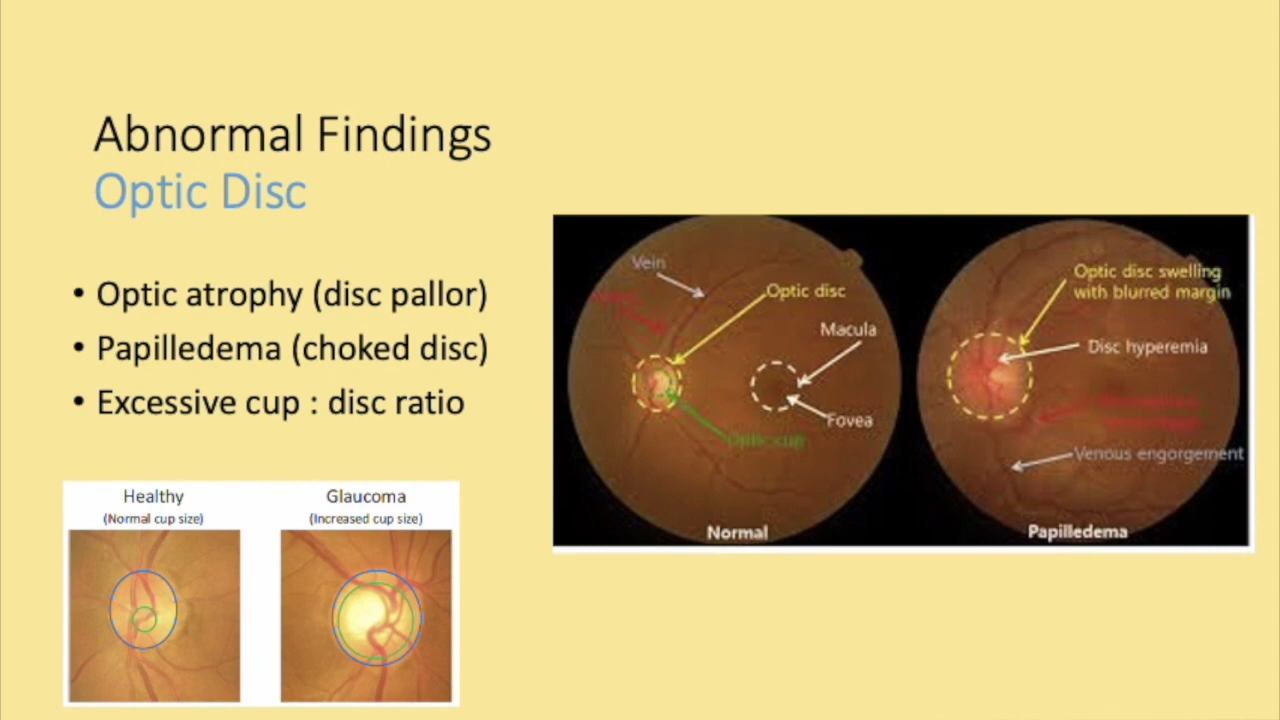 Abnormal Findings
Optic Disc
• Optic atrophy (disc pallor)
• Papilledema (choked disc)
• Excessive cup : disc ratio
Healthy
(Normal cup size)
Glaucoma
(Increased cup size)
Vein
Optic disc
Macula
Fovea
Optic cup
Normal
Optic disc swelling
with blurred margin
Disc hyperemia
Venous engorgement
Papilledema